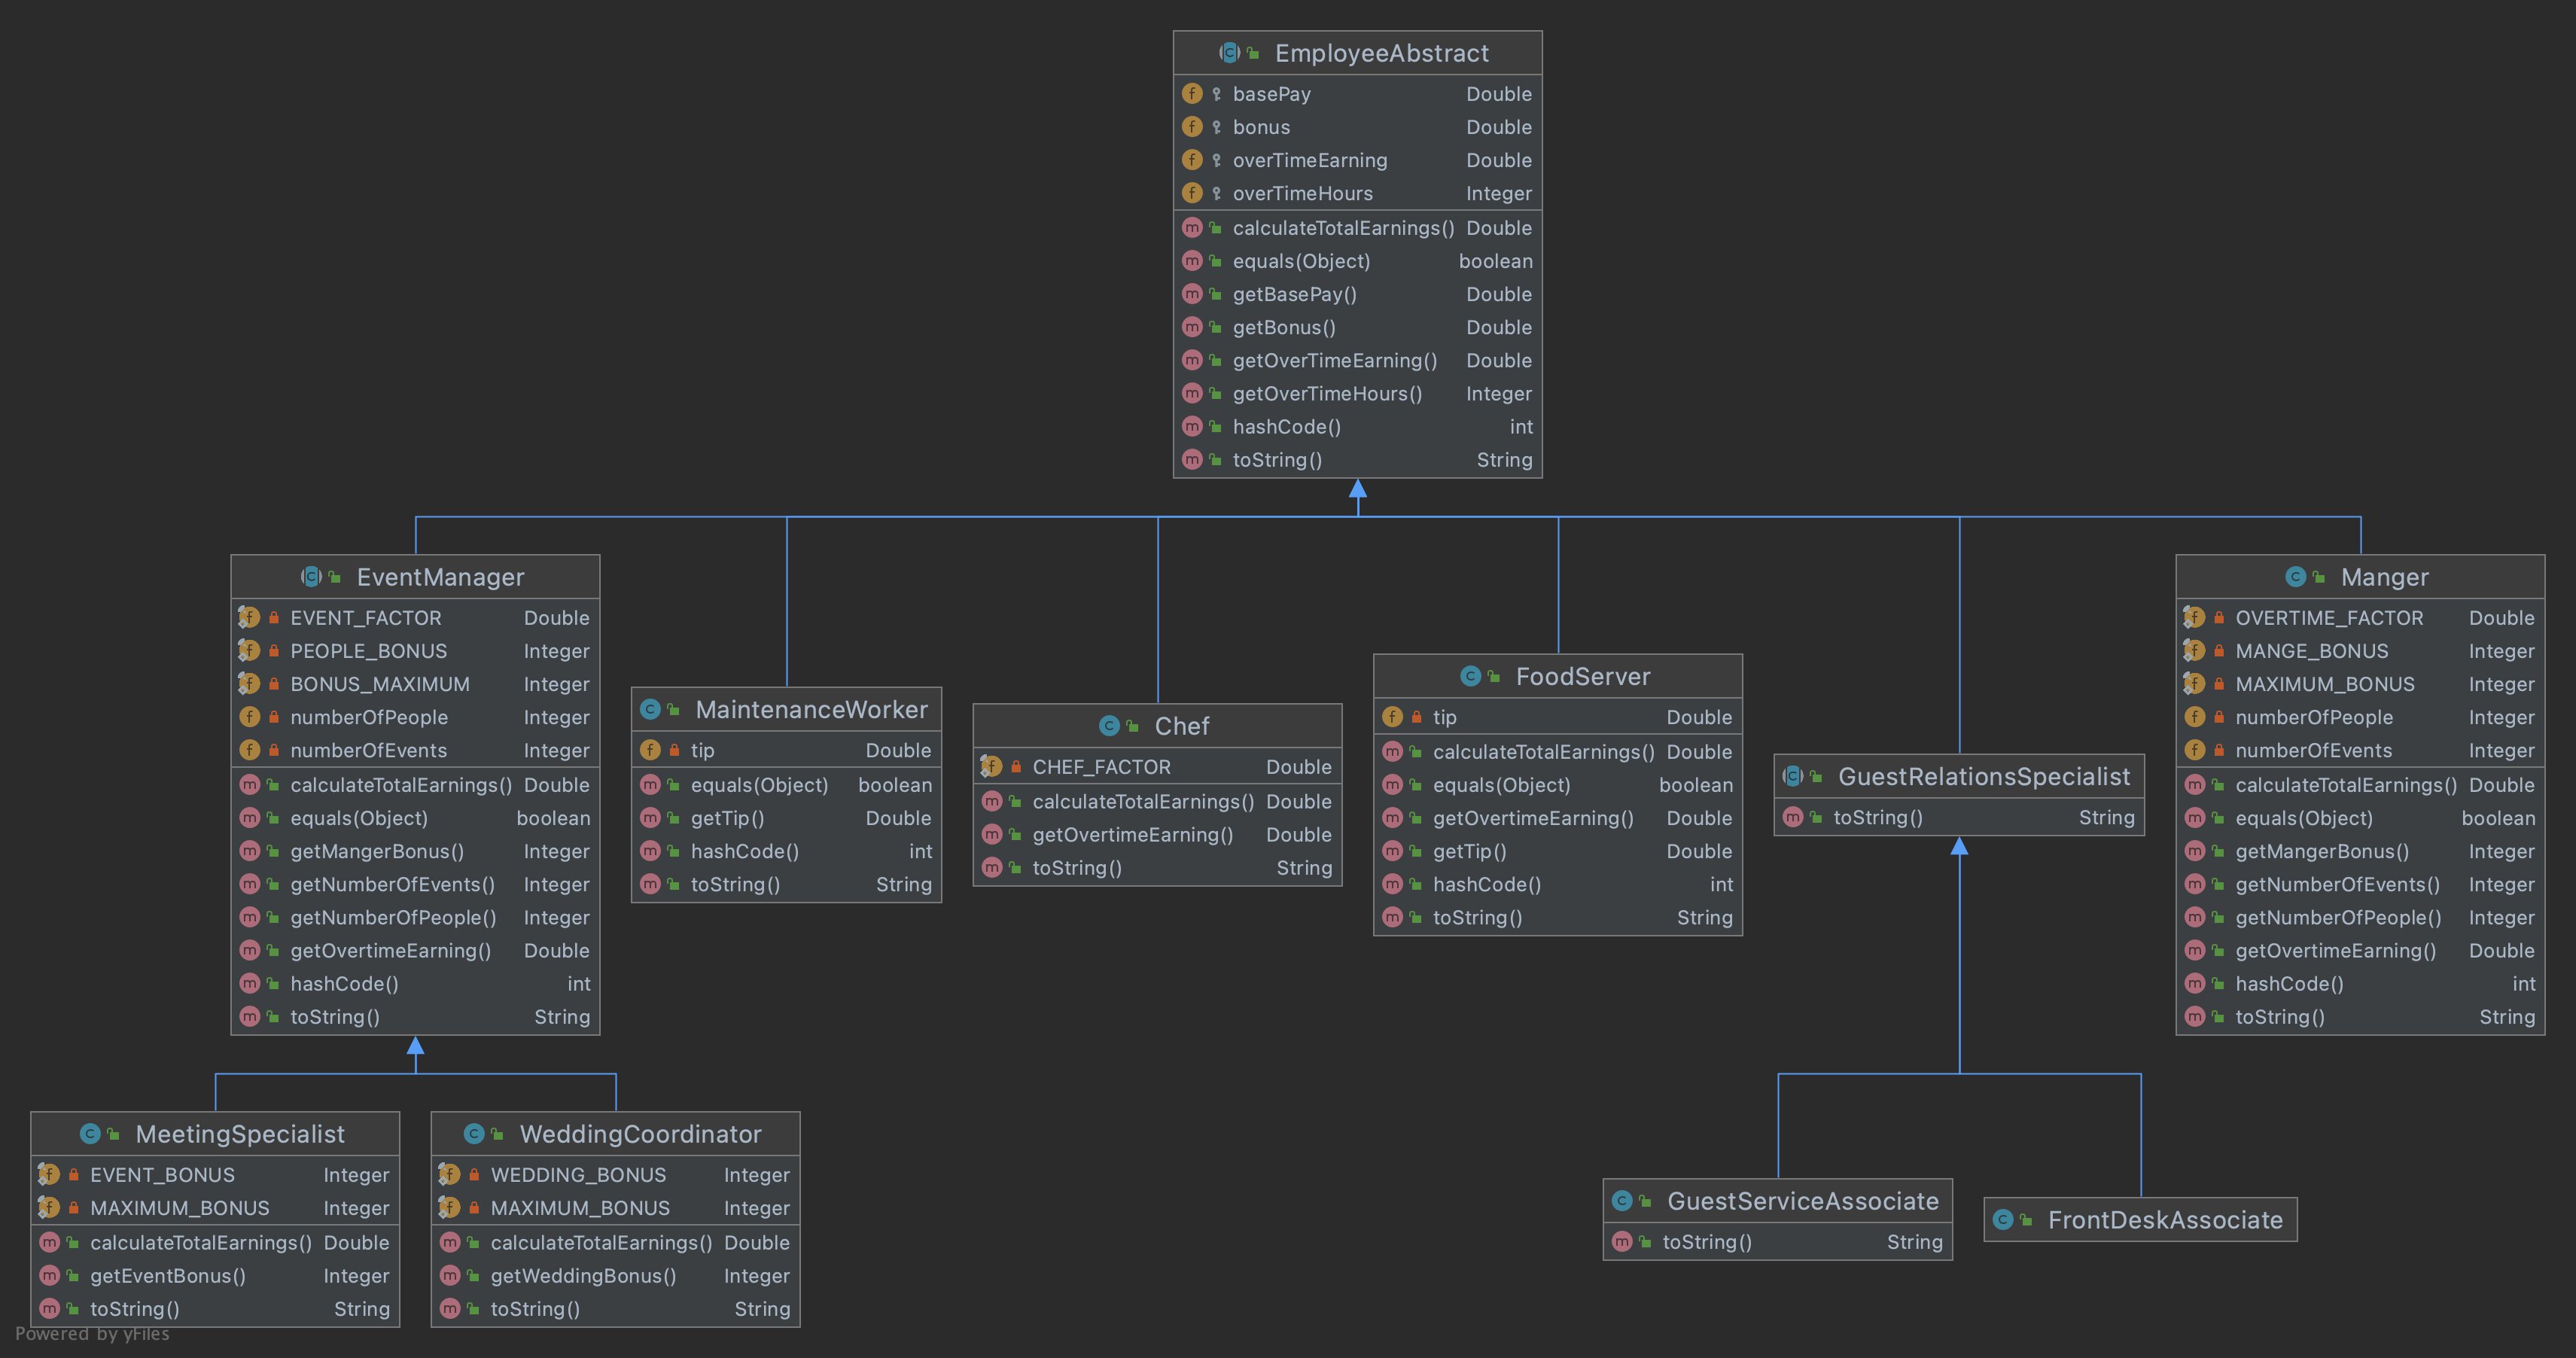 EmployeeAbstract
basePay Double
bonus Double
overTimeEarning Double
overTimeHours Integer
calculateTotalEarnings() Double
equals(Object) boolean
getBasePay() Double
getBonus() Double
getOverTimeEarning() Double
getOverTimeHours() Integer
hashCode() int
toString() String
EventManager
EVENT_FACTOR Double
PEOPLE_BONUS Integer
BONUS_MAXIMUM Integer
numberOfPeople Integer
numberOfEvents Integer
calculateTotalEarnings() Double
equals(Object) boolean
getMangerBonus() Integer
getNumberOfEvents() Integer
getNumberOfPeople() Integer
getOvertimeEarning() Double
hashCode() int
toString() String
MaintenanceWorker
tip Double
equals(Object) boolean
getTip() Double
hashCode() int
toString() String
Chef
CHEF_FACTOR Double
calculateTotalEarnings() Double
getOvertimeEarning() Double
toString() String
FoodServer
tip Double
calculateTotalEarnings() Double
equals(Object) boolean
getOvertimeEarning() Double
getTip() Double
hashCode() int
toString() String
GuestRelationsSpecialist
toString() String
Manger
OVERTIME_FACTOR Double
MANGE_BONUS Integer
MAXIMUM_BONUS Integer
numberOfPeople Integer
numberOfEvents Integer
calculateTotalEarnings() Double
equals(Object) boolean
getMangerBonus() Integer
getNumberOfEvents() Integer
getNumberOfPeople() Integer
getOvertimeEarning() Double
hashCode() int
toString() String
MeetingSpecialist
EVENT_BONUS Integer
MAXIMUM_BONUS Integer
calculateTotalEarnings() Double
getEventBonus() Integer
toString() String
WeddingCoordinator
WEDDING_BONUS Integer
MAXIMUM_BONUS Integer
calculateTotalEarnings() Double
getWeddingBonus() Integer
toString() String
GuestServiceAssociate
toString() String
FrontDeskAssociate
Powered by yFiles